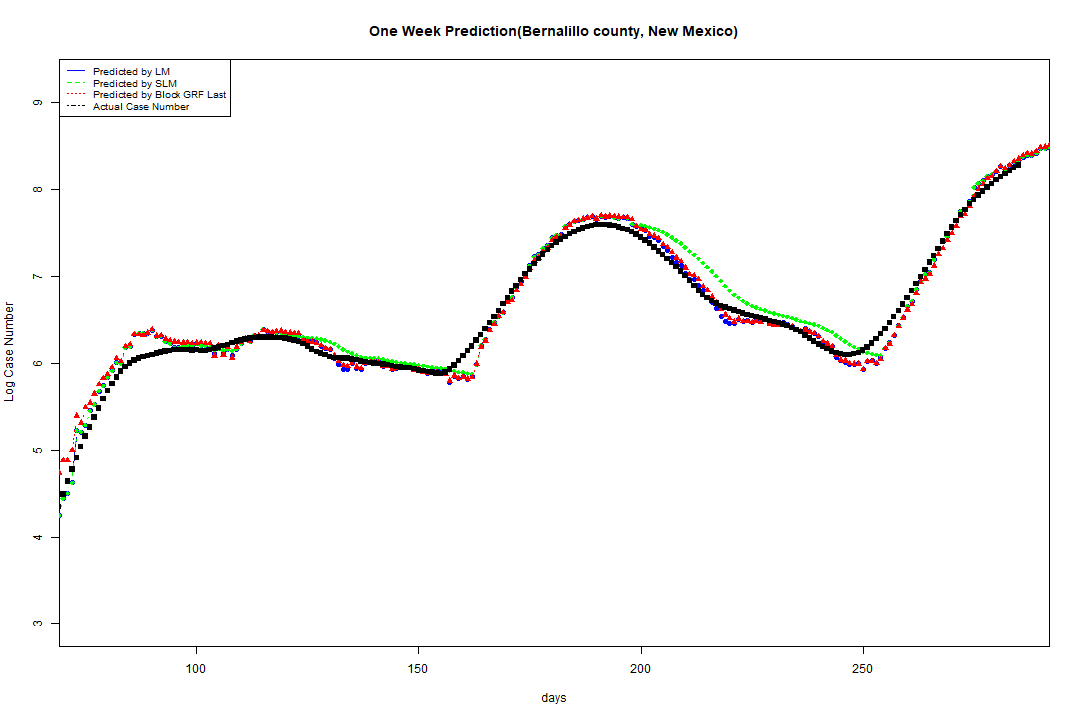 One Week Prediction(Bernalillo county, New Mexico)
Predicted by LM
Predicted by SLM
Predicted by Block GRF Last
Actual Case Number
9
8
7
6
5
4
3
Log Case Number
100 150 200 250
days